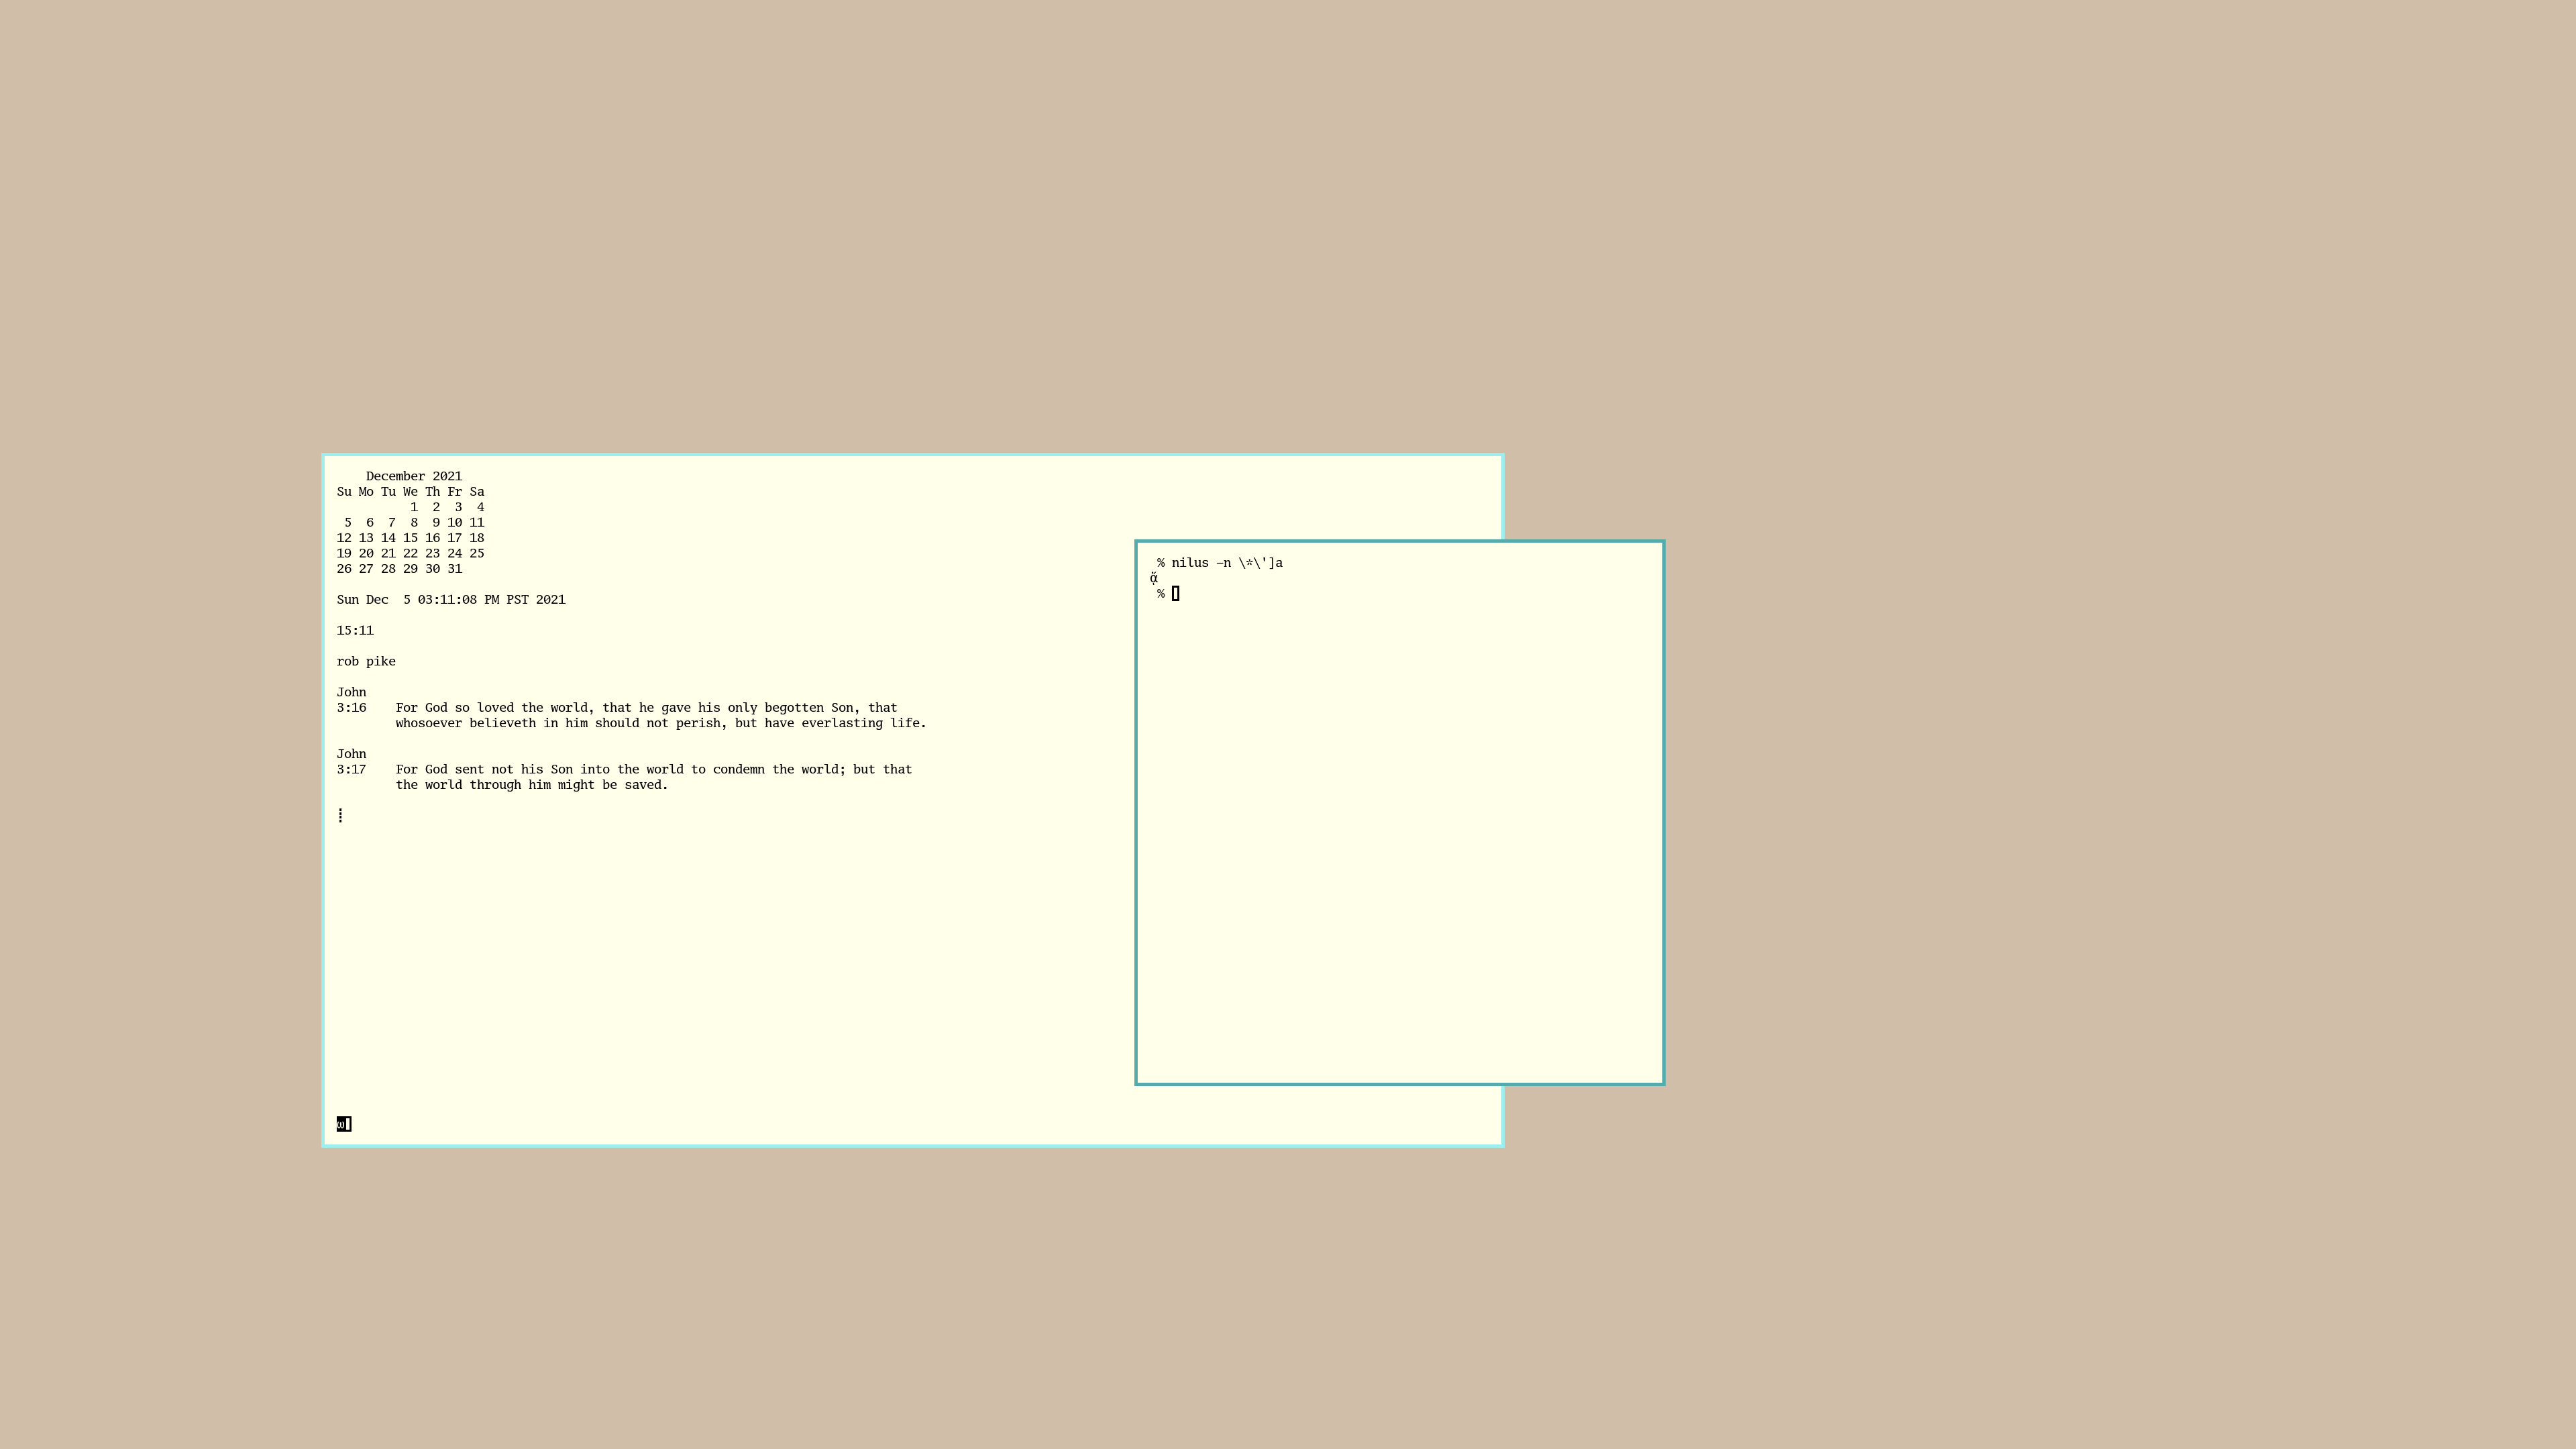 December 2021
Su Mo Tu We Th Fr Sa
1 2 3 4
5 6 7 8 9 10 11
12 13 14 15 16 17 18
19 20 21 22 23 24 25
26 27 28 29 30 31
Sun Dec 5 03:11:08 PM PST 2021
15:11
rob pike
John
3:16 For God so loved the world, that he gave his only begotten Son, that
whosoever believeth in him should not perish, but have everlasting life.
John
3:17 For God sent not his Son into the world to condemn the world; but that
the world through him might be saved.
⁞
ω
% nilus -n \*\']a
%